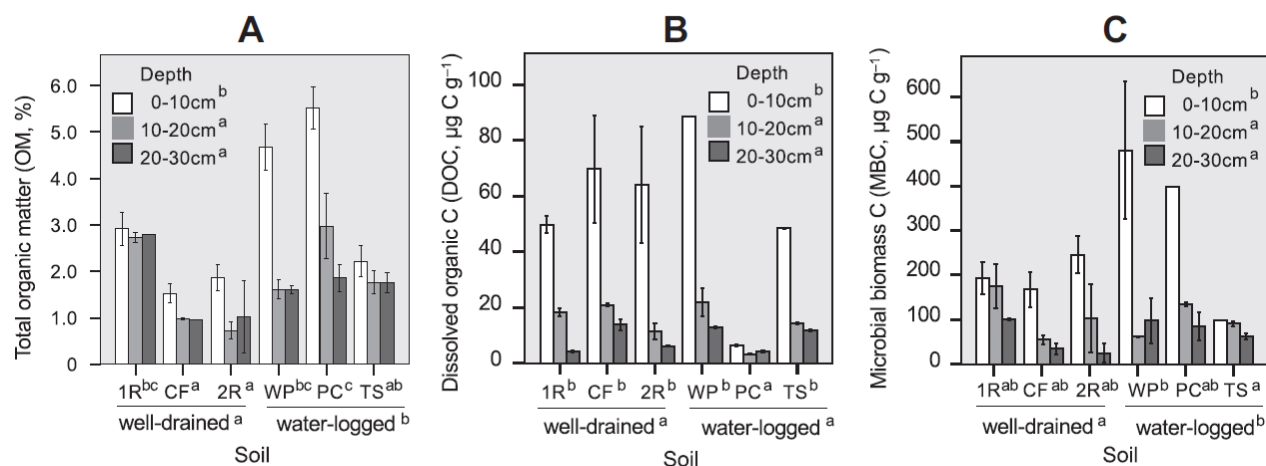 A
Total organic matter (OM, %)
6.0
5.0
4.0
3.0
2.0
1.0
0
Depth
0-10cm b
10-20cm a
20-30cm a
1R bc CF a 2R a WP bc PC c TS ab
well-drained a water-logged b
Soil
B
Dissolved organic C (DOC, µg C g⁻¹)
100
80
60
40
20
0
Depth
0-10cm b
10-20cm a
20-30cm a
1R b CF b 2R b WP b PC a TS b
well-drained a water-logged a
Soil
C
Microbial biomass C (MBC, µg C g⁻¹)
600
500
400
300
200
100
0
Depth
0-10cm b
10-20cm a
20-30cm a
1R ab CF ab 2R ab WP b PC ab TS a
well-drained a water-logged b
Soil